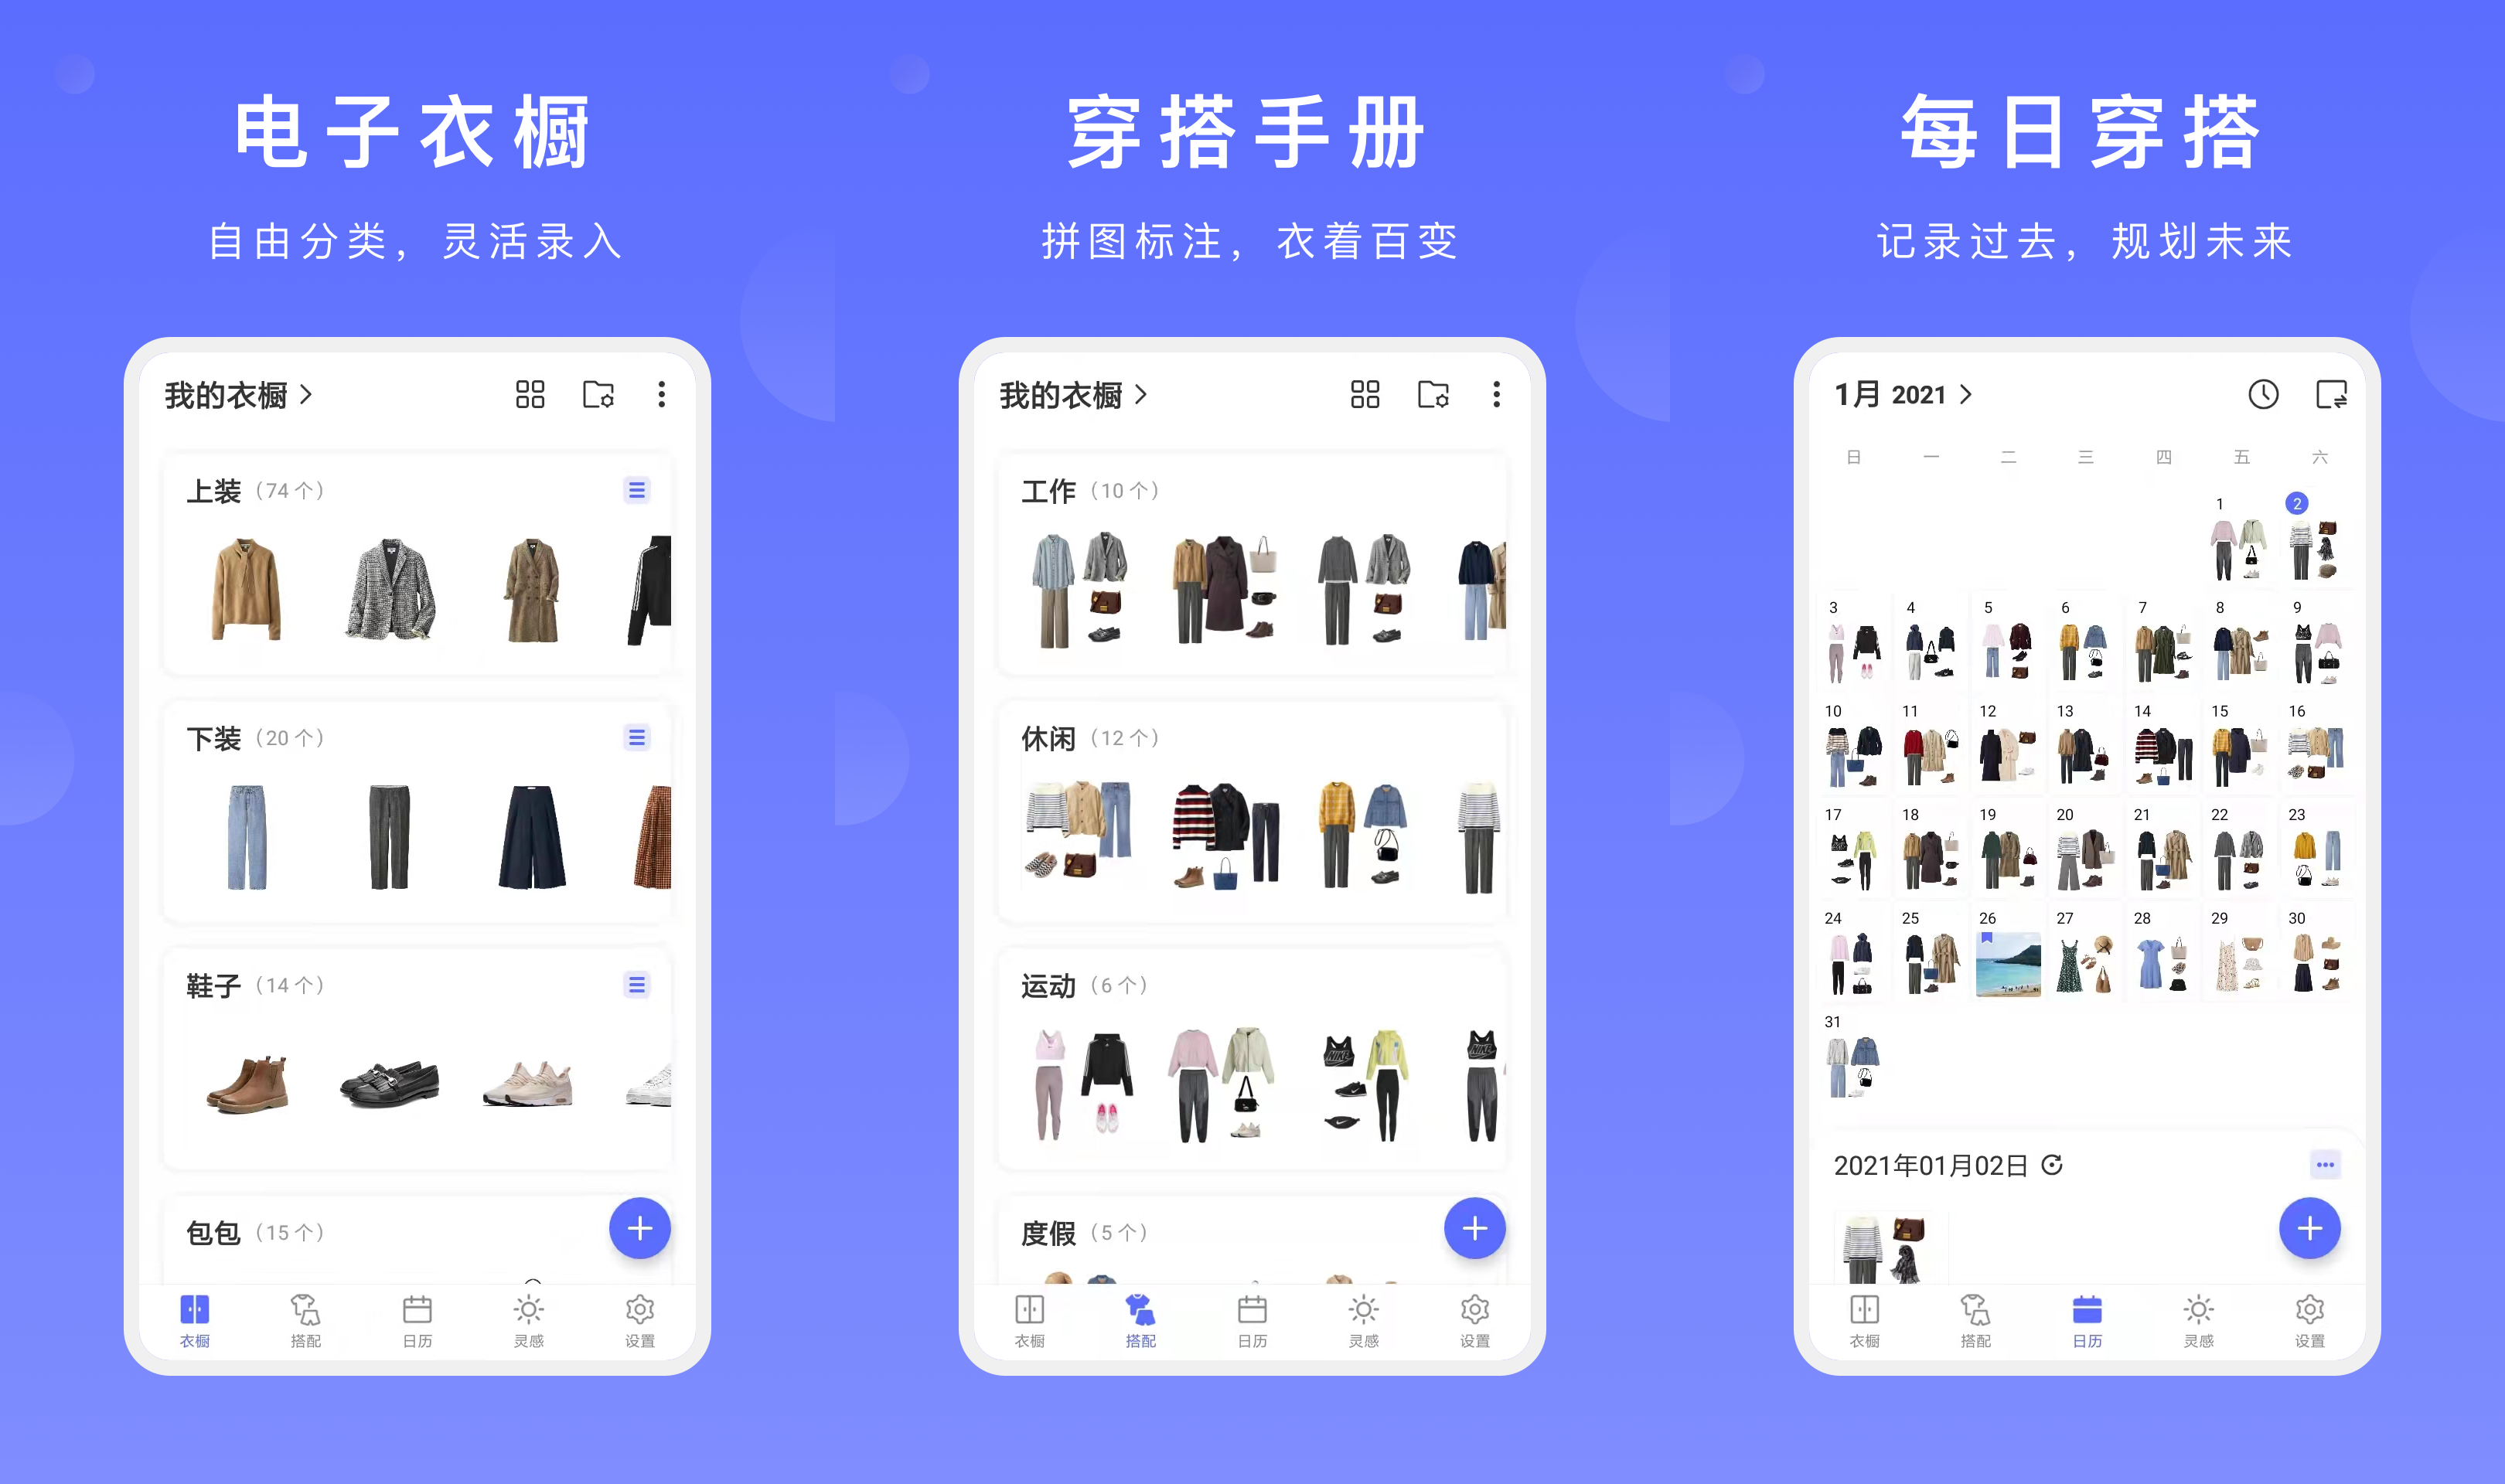 电子衣橱
自由分类，灵活录入
我的衣橱
上装（74 个）
下装（20 个）
鞋子（14 个）
包包（15 个）
衣橱 搭配 日历 灵感 设置
穿搭手册
拼图标注，衣着百变
我的衣橱
工作（10 个）
休闲（12 个）
运动（6 个）
度假（5 个）
衣橱 搭配 日历 灵感 设置
每日穿搭
记录过去，规划未来
1月 2021
日 一 二 三 四 五 六
1 2
3 4 5 6 7 8 9
10 11 12 13 14 15 16
17 18 19 20 21 22 23
24 25 26 27 28 29 30
31
2021年01月02日
衣橱 搭配 日历 灵感 设置